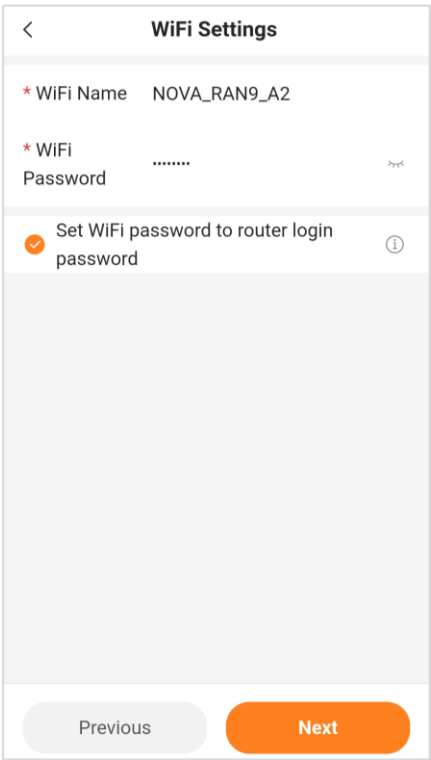 WiFi Settings
* WiFi Name NOVA_RAN9_A2
* WiFi
Password ••••••••
Set WiFi password to router login
password
Previous Next